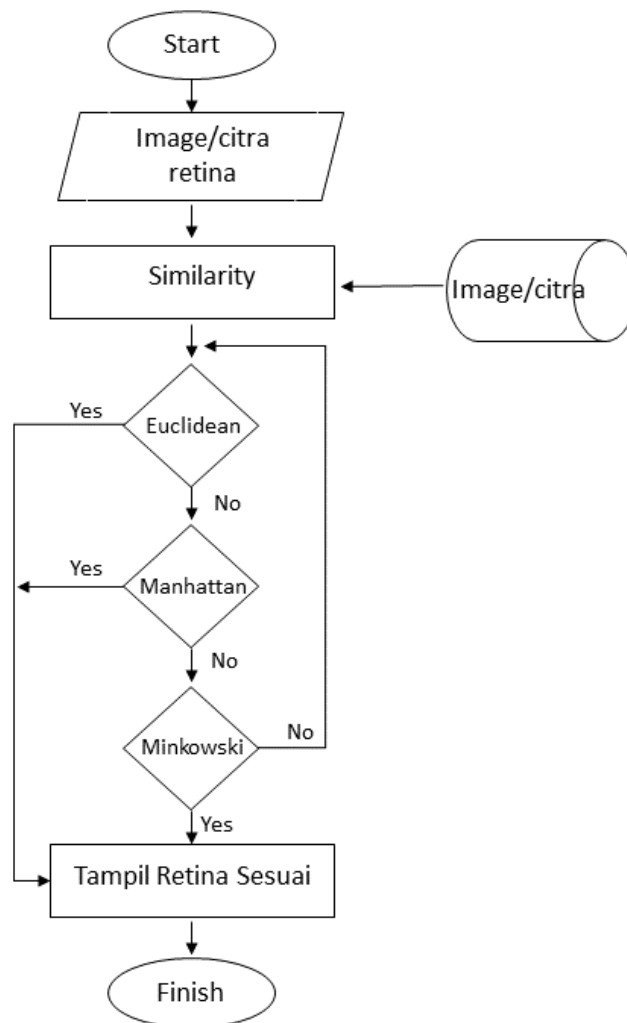 Start
Image/citra
retina
Similarity
Image/citra
Yes
Euclidean
No
Yes
Manhattan
No
Minkowski
No
Yes
Tampil Retina Sesuai
Finish